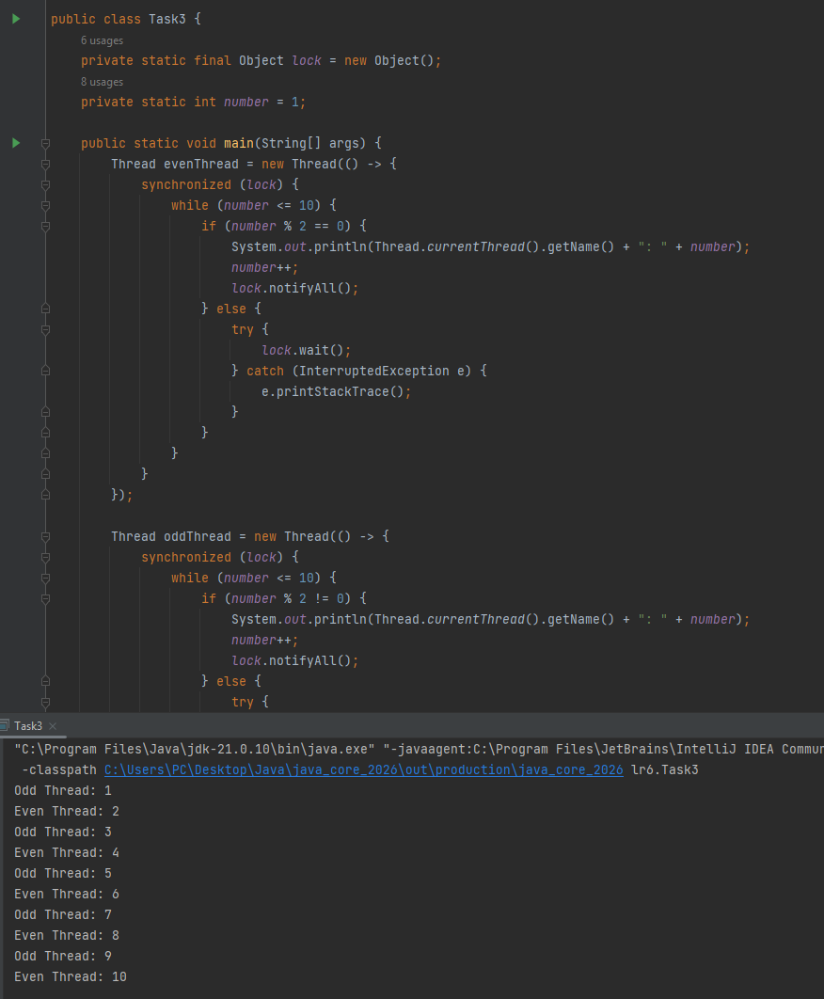 public class Task3 {
6 usages
private static final Object lock = new Object();
8 usages
private static int number = 1;
public static void main(String[] args) {
Thread evenThread = new Thread(() -> {
synchronized (lock) {
while (number <= 10) {
if (number % 2 == 0) {
System.out.println(Thread.currentThread().getName() + ": " + number);
number++;
lock.notifyAll();
} else {
try {
lock.wait();
} catch (InterruptedException e) {
e.printStackTrace();
}
}
}
}
});
Thread oddThread = new Thread(() -> {
synchronized (lock) {
while (number <= 10) {
if (number % 2 != 0) {
System.out.println(Thread.currentThread().getName() + ": " + number);
number++;
lock.notifyAll();
} else {
try {
Task3
"C:\Program Files\Java\jdk-21.0.10\bin\java.exe" "-javaagent:C:\Program Files\JetBrains\IntelliJ IDEA Commun
-classpath C:\Users\PC\Desktop\Java\java_core_2026\out\production\java_core_2026 lr6.Task3
Odd Thread: 1
Even Thread: 2
Odd Thread: 3
Even Thread: 4
Odd Thread: 5
Even Thread: 6
Odd Thread: 7
Even Thread: 8
Odd Thread: 9
Even Thread: 10